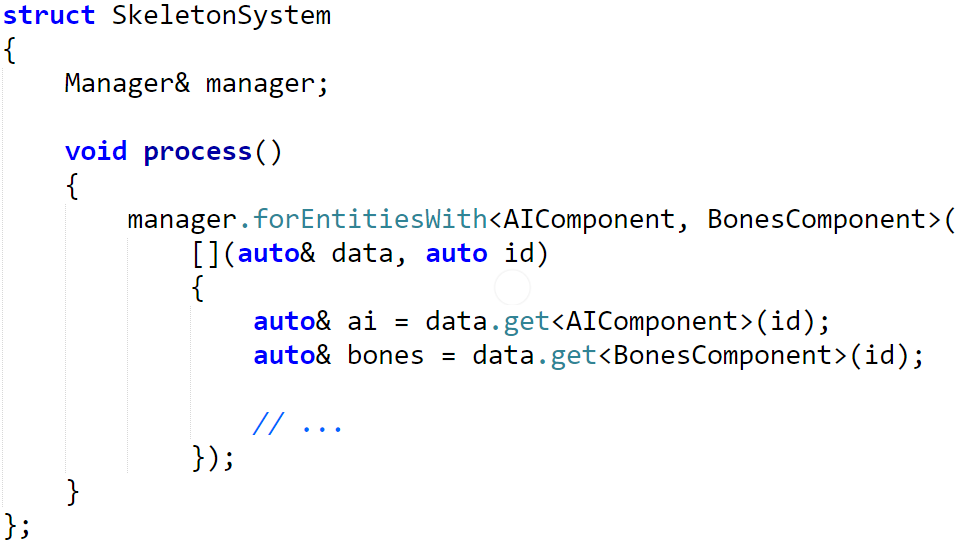 struct SkeletonSystem
{
    Manager& manager;

    void process()
    {
        manager.forEntitiesWith<AIComponent, BonesComponent>(
            [](auto& data, auto id)
            {
                auto& ai = data.get<AIComponent>(id);
                auto& bones = data.get<BonesComponent>(id);

                // ...
            });
    }
};